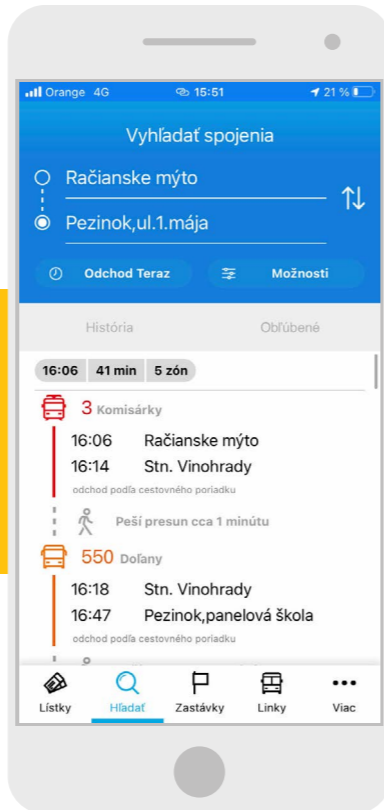 Orange 4G 15:51 21 %
Vyhľadať spojenia
Račianske mýto
Pezinok,ul.1.mája
Odchod Teraz Možnosti
História Obľúbené
16:06 41 min 5 zón
3 Komisárky
16:06 Račianske mýto
16:14 Stn. Vinohrady
odchod podľa cestovného poriadku
Peší presun cca 1 minútu
550 Doľany
16:18 Stn. Vinohrady
16:47 Pezinok,panelová škola
odchod podľa cestovného poriadku
Lístky Hľadať Zastávky Linky Viac